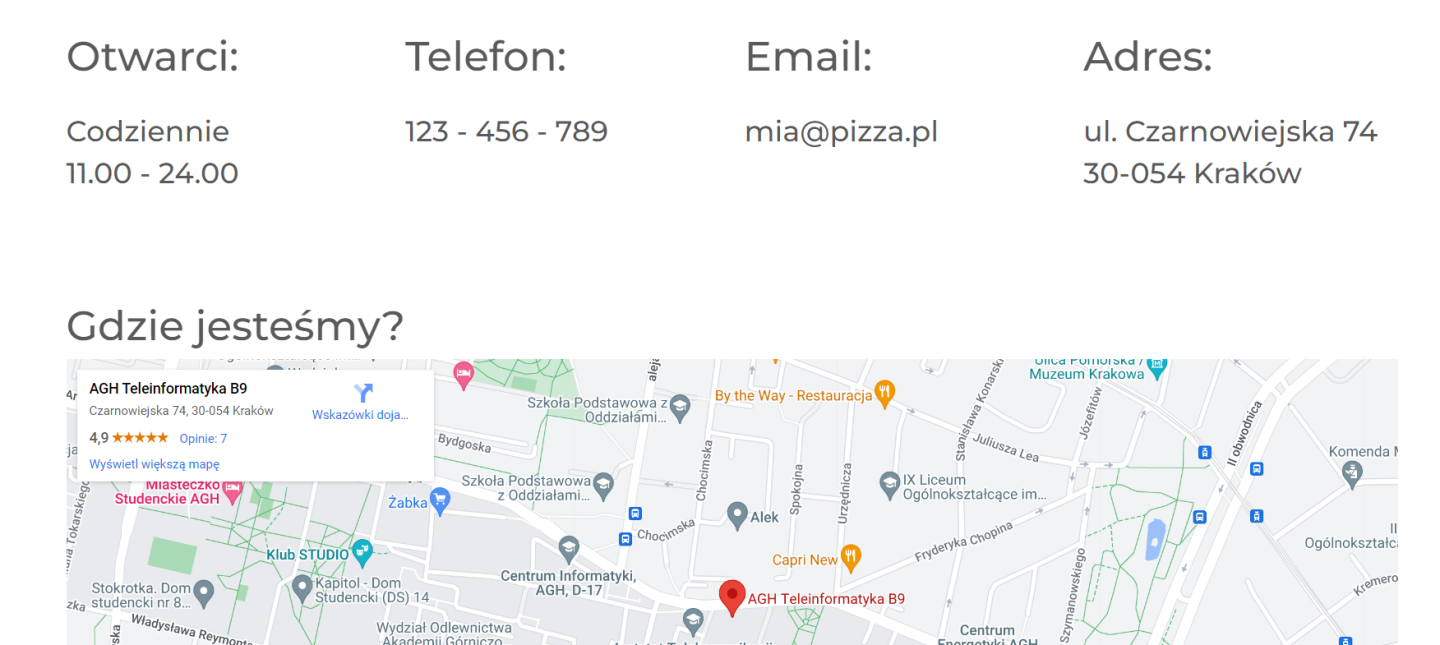 Otwarci:
Telefon:
Email:
Adres:
Codziennie
11.00 - 24.00
123 - 456 - 789
mia@pizza.pl
ul. Czarnowiejska 74
30-054 Kraków
Gdzie jesteśmy?
AGH Teleinformatyka B9
Czarnowiejska 74, 30-054 Kraków
4,9
Opinie: 7
Wyświetl większą mapę
Wskazówki doja...
Miasteczko
Studenckie AGH
Bydgoska
Szkoła Podstawowa z
Oddziałami...
By the Way - Restauracja
Ulica Pomorska /
Muzeum Krakowa
Stanisława Konarsk
Józefitów
II obwodnica
Juliusza Lea
Komenda
Szkoła Podstawowa
z Oddziałami...
Chocimska
Spokojna
Urzędnicza
IX Liceum
Ogólnokształcące im...
Żabka
Alek
Chocimska
Fryderyka Chopina
II
Ogólnokształc
Klub STUDIO
Capri New
Centrum Informatyki,
AGH, D-17
Kapitol - Dom
Studencki (DS) 14
Stokrotka. Dom
studencki nr 8...
AGH Teleinformatyka B9
Szymanowskiego
Kremero
Władysława Reymonta
Wydział Odlewnictwa
Akademii Górniczo
Centrum
Energetyki AGH